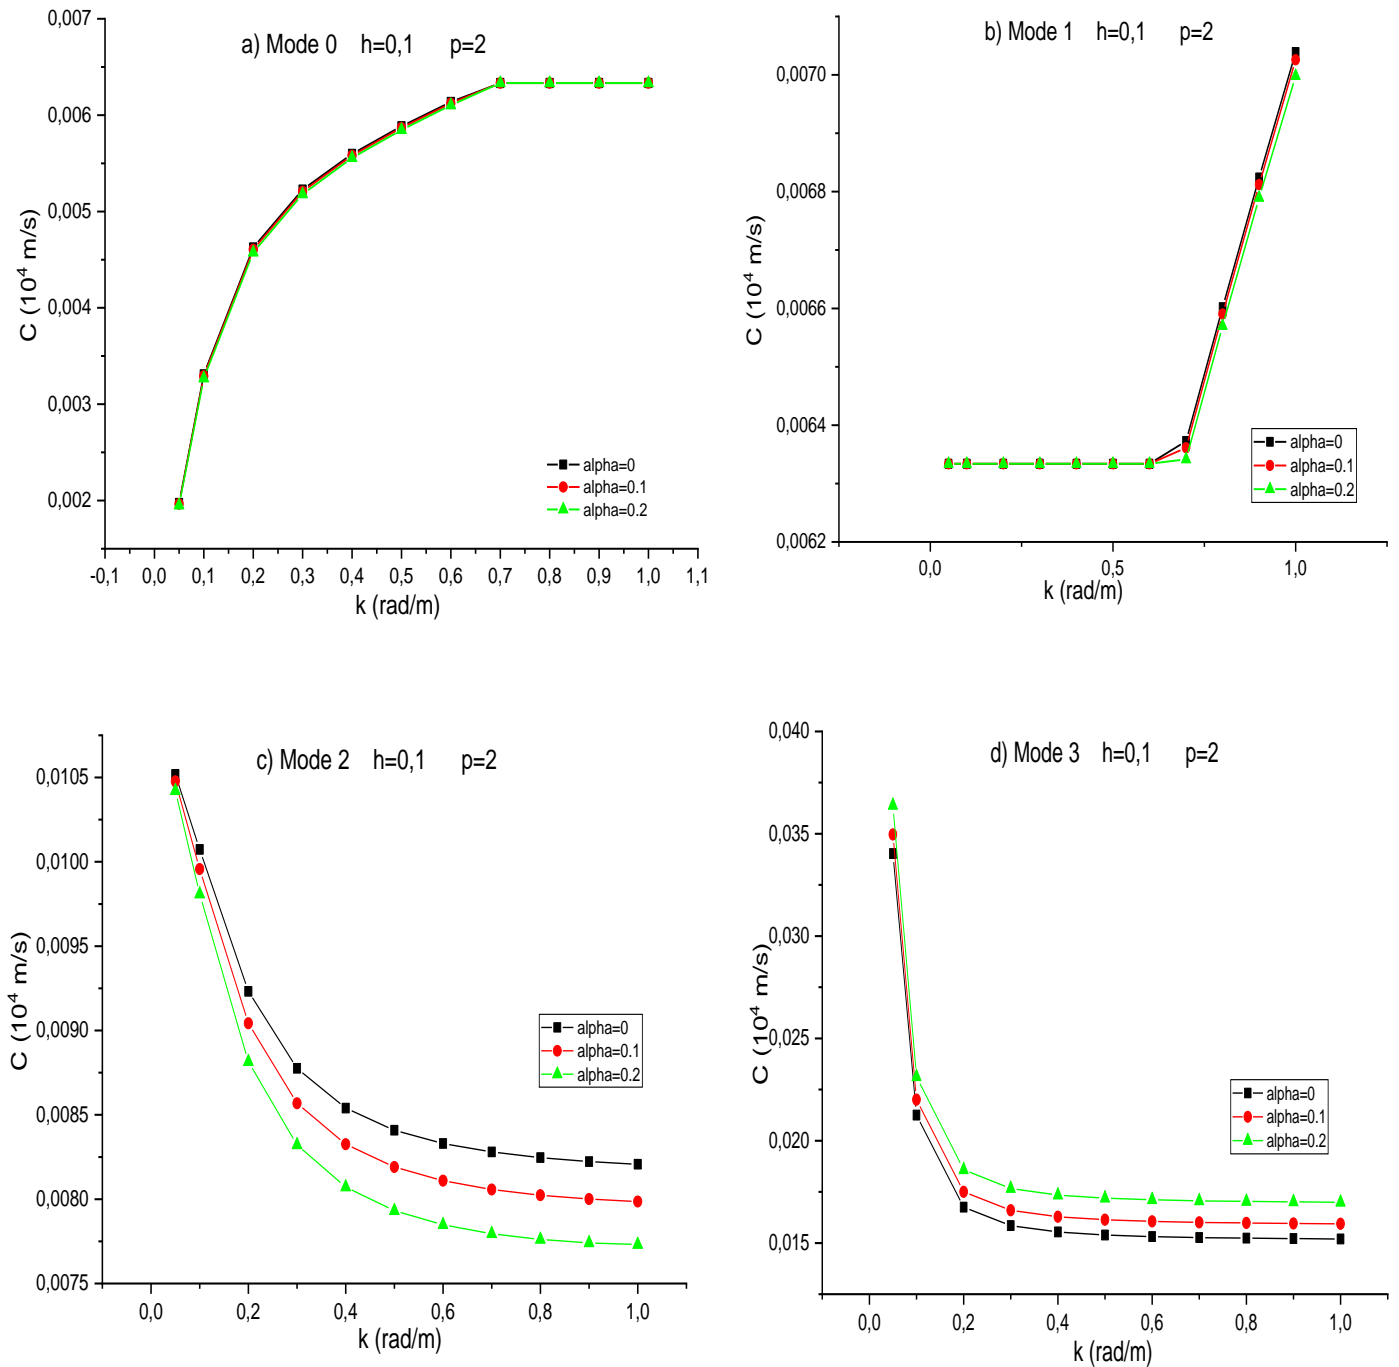 a) Mode 0 h=0,1 p=2
0,007
0,006
0,005
0,004
0,003
0,002
C (10⁴ m/s)
alpha=0
alpha=0.1
alpha=0.2
-0,1 0,0 0,1 0,2 0,3 0,4 0,5 0,6 0,7 0,8 0,9 1,0 1,1
k (rad/m)
b) Mode 1 h=0,1 p=2
0,0070
0,0068
0,0066
0,0064
0,0062
C (10⁴ m/s)
alpha=0
alpha=0.1
alpha=0.2
0,0 0,5 1,0
k (rad/m)
c) Mode 2 h=0,1 p=2
0,0105
0,0100
0,0095
0,0090
0,0085
0,0080
0,0075
C (10⁴ m/s)
alpha=0
alpha=0.1
alpha=0.2
0,0 0,2 0,4 0,6 0,8 1,0
k (rad/m)
d) Mode 3 h=0,1 p=2
0,040
0,035
0,030
0,025
0,020
0,015
C (10⁴ m/s)
alpha=0
alpha=0.1
alpha=0.2
0,0 0,2 0,4 0,6 0,8 1,0
k (rad/m)